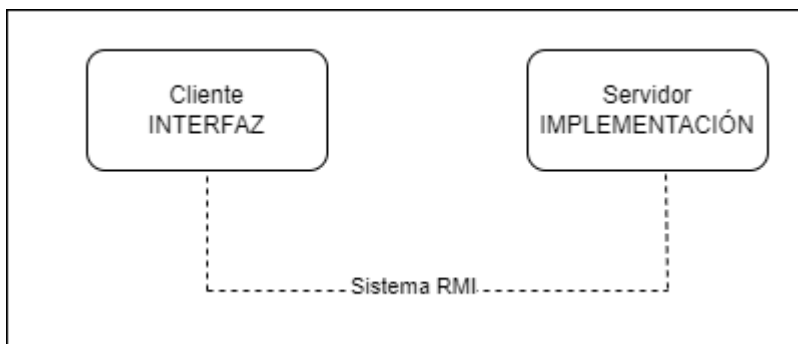 Cliente
INTERFAZ
Servidor
IMPLEMENTACIÓN
Sistema RMI